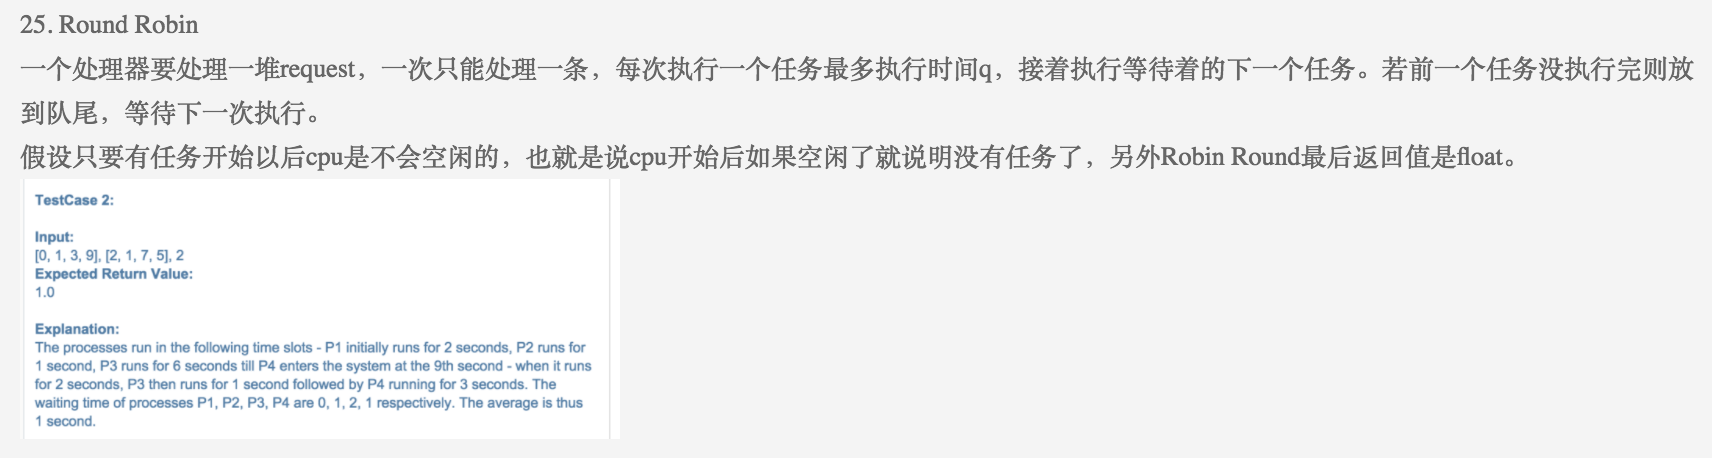 25. Round Robin
一个处理器要处理一堆request，一次只能处理一条，每次执行一个任务最多执行时间q，接着执行等待着的下一个任务。若前一个任务没执行完则放
到队尾，等待下一次执行。
假设只要有任务开始以后cpu是不会空闲的，也就是说cpu开始后如果空闲了就说明没有任务了，另外Robin Round最后返回值是float。
TestCase 2:
Input:
[0, 1, 3, 9], [2, 1, 7, 5], 2
Expected Return Value:
1.0
Explanation:
The processes run in the following time slots - P1 initially runs for 2 seconds, P2 runs for
1 second, P3 runs for 6 seconds till P4 enters the system at the 9th second - when it runs
for 2 seconds, P3 then runs for 1 second followed by P4 running for 3 seconds. The
waiting time of processes P1, P2, P3, P4 are 0, 1, 2, 1 respectively. The average is thus
1 second.